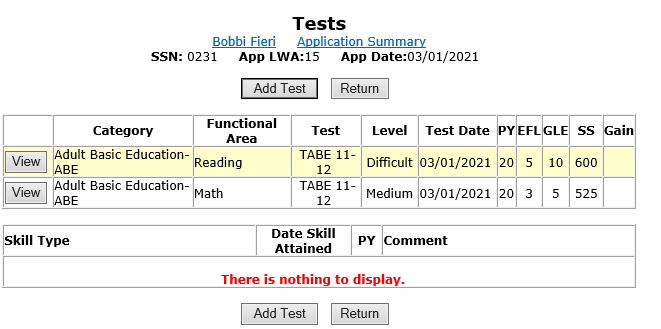 Tests
Bobbi Fieri Application Summary
SSN: 0231 App LWA:15 App Date:03/01/2021
Add Test Return
Category Functional Area Test Level Test Date PY EFL GLE SS Gain
View Adult Basic Education-ABE Reading TABE 11-12 Difficult 03/01/2021 20 5 10 600
View Adult Basic Education-ABE Math TABE 11-12 Medium 03/01/2021 20 3 5 525
Skill Type Date Skill Attained PY Comment
There is nothing to display.
Add Test Return